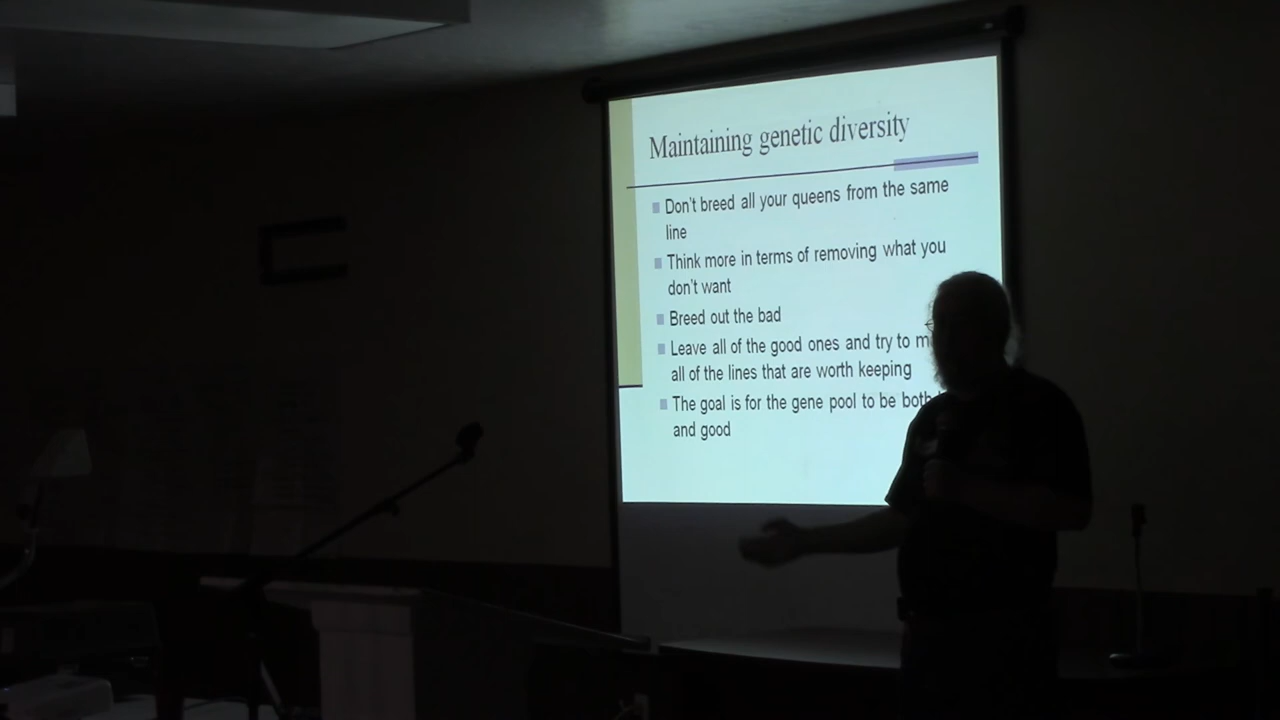 Maintaining genetic diversity
Don't breed all your queens from the same
line
Think more in terms of removing what you
don't want
Breed out the bad
Leave all of the good ones and try to
all of the lines that are worth keeping
The goal is for the gene pool to be both
and good